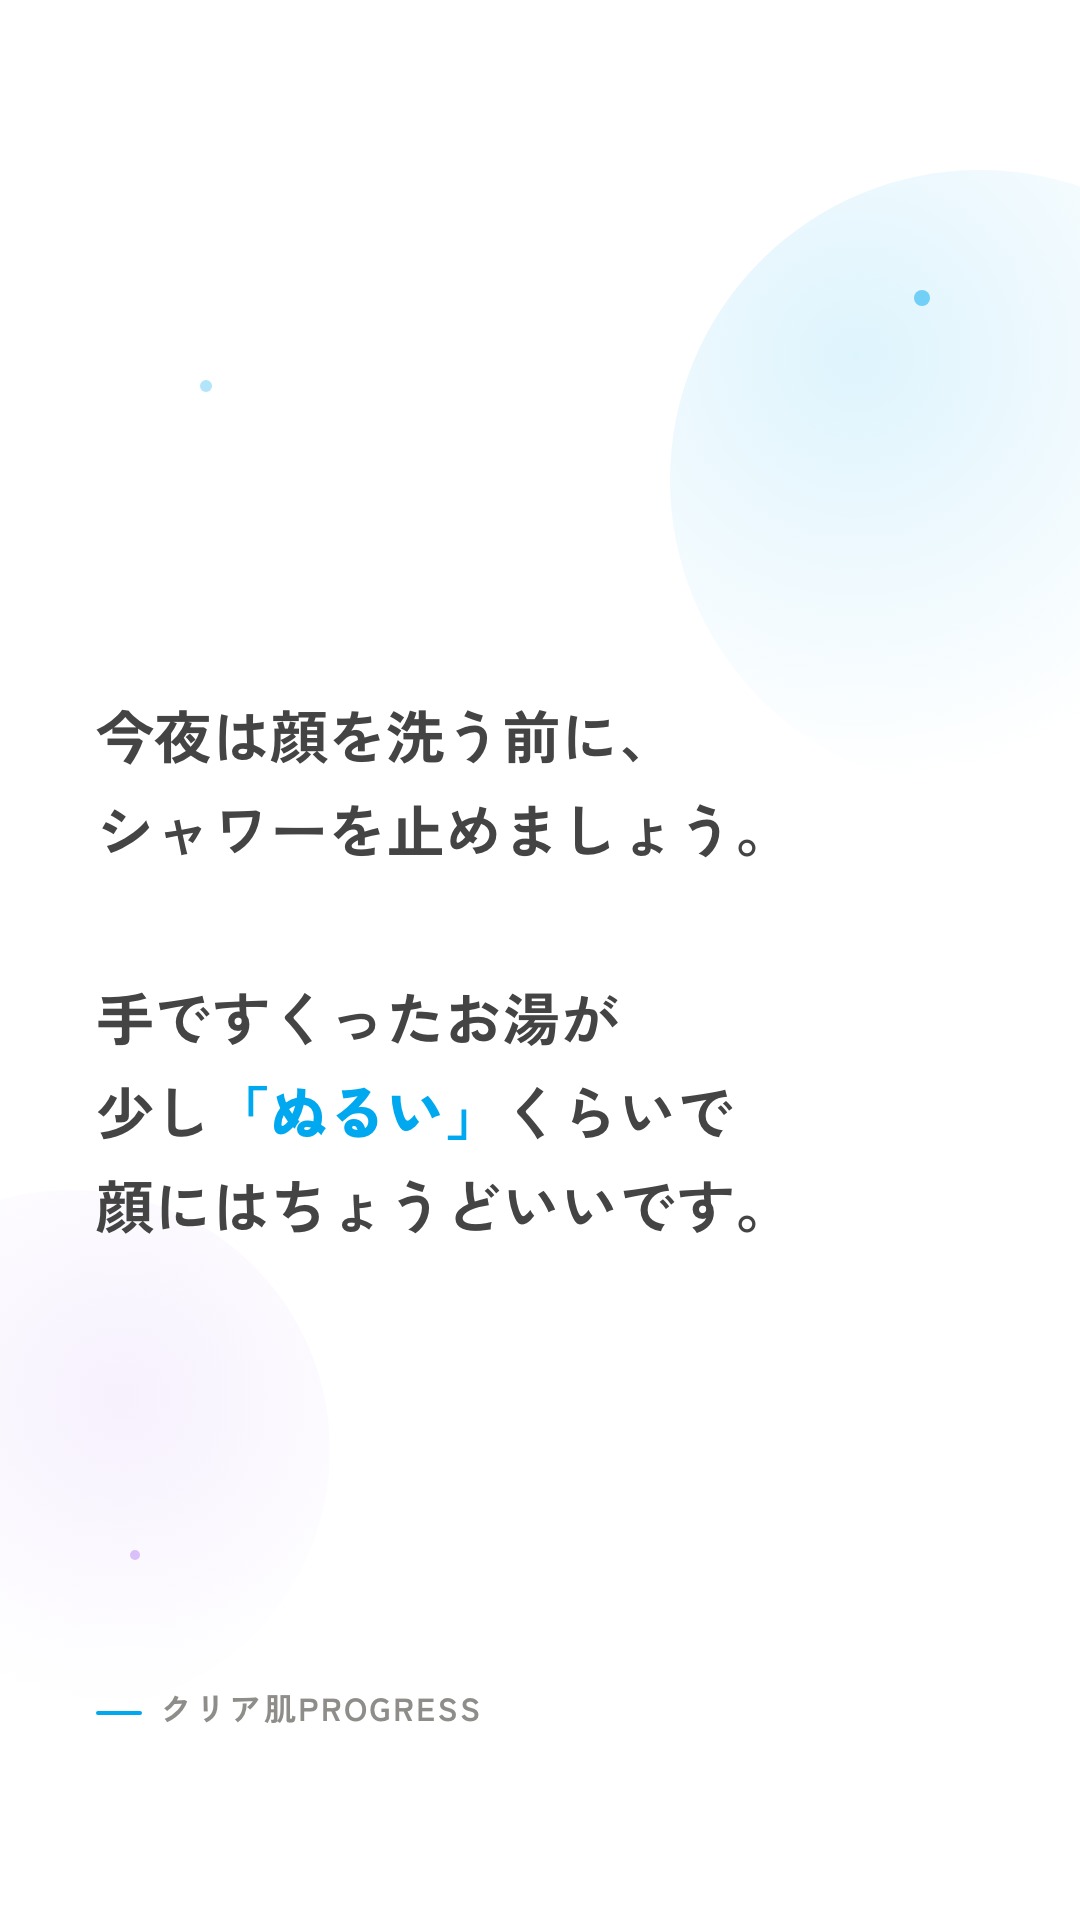 今夜は顔を洗う前に、
シャワーを止めましょう。
手ですくったお湯が
少し「ぬるい」くらいで
顔にはちょうどいいです。
クリア肌PROGRESS